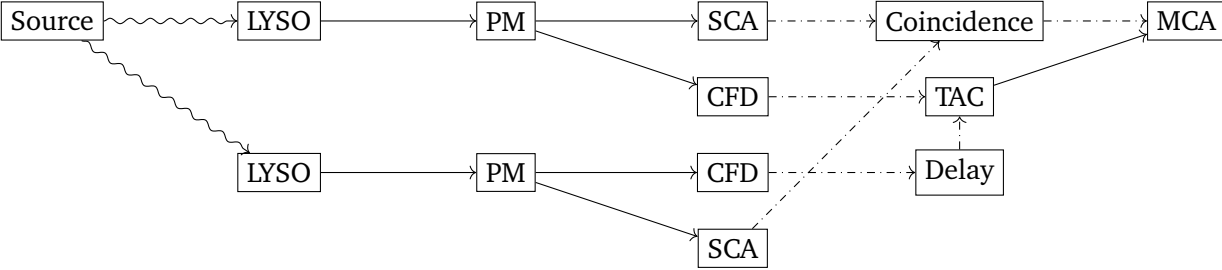 Source LYSO PM SCA Coincidence MCA
CFD TAC
LYSO PM CFD Delay
SCA